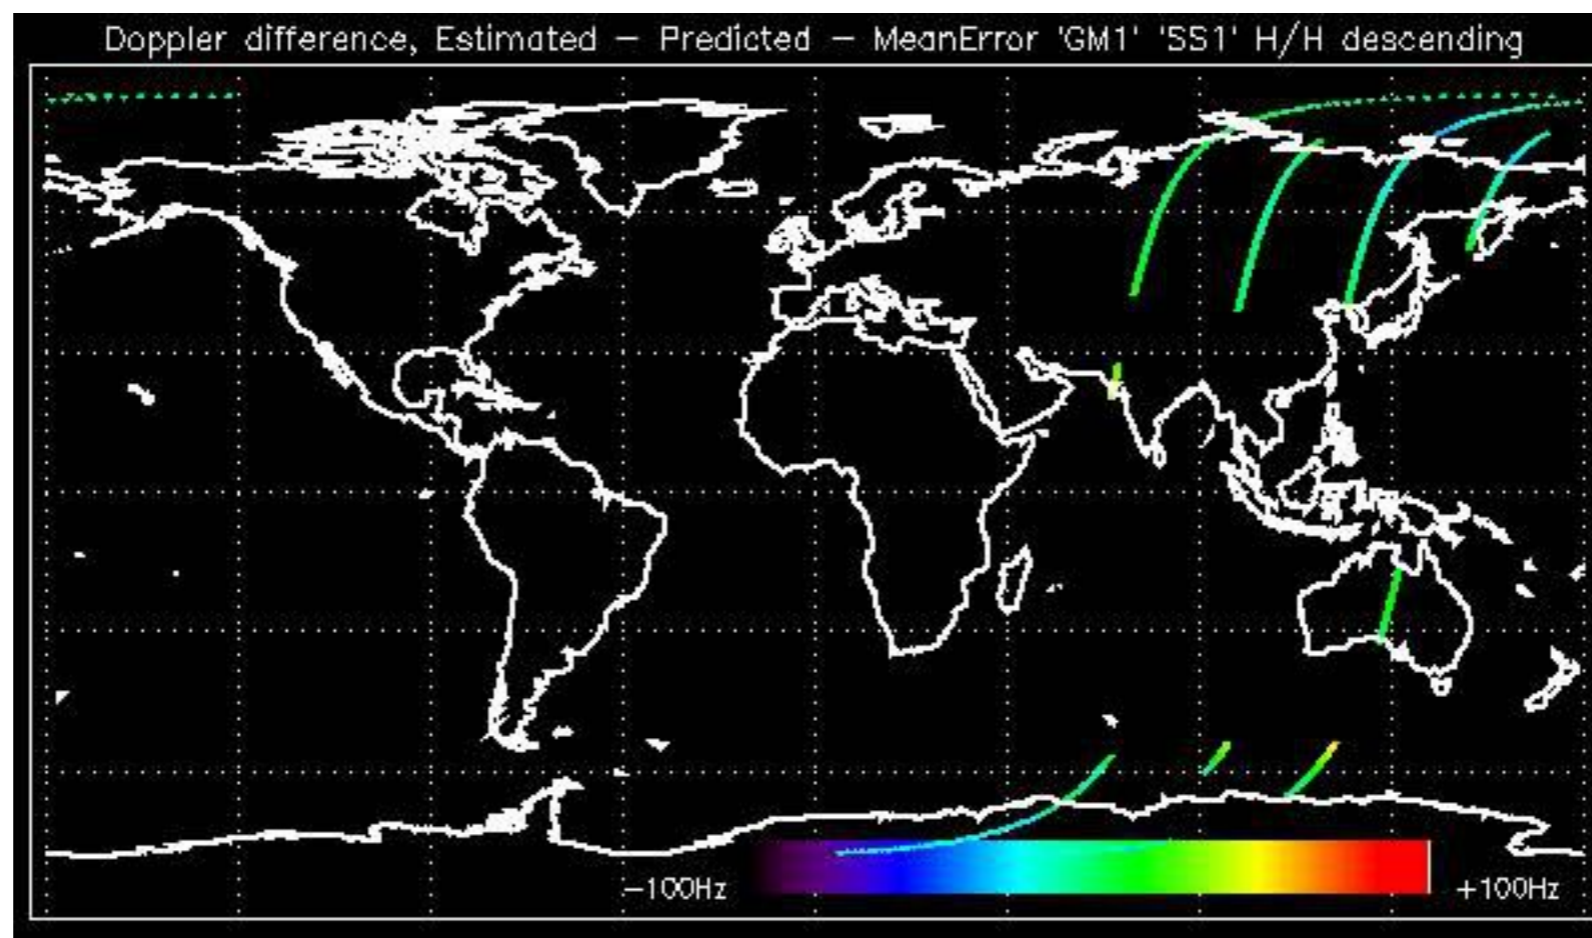 Doppler difference, Estimated – Predicted – MeanError 'GM1' 'SS1' H/H descending
–100Hz
+100Hz